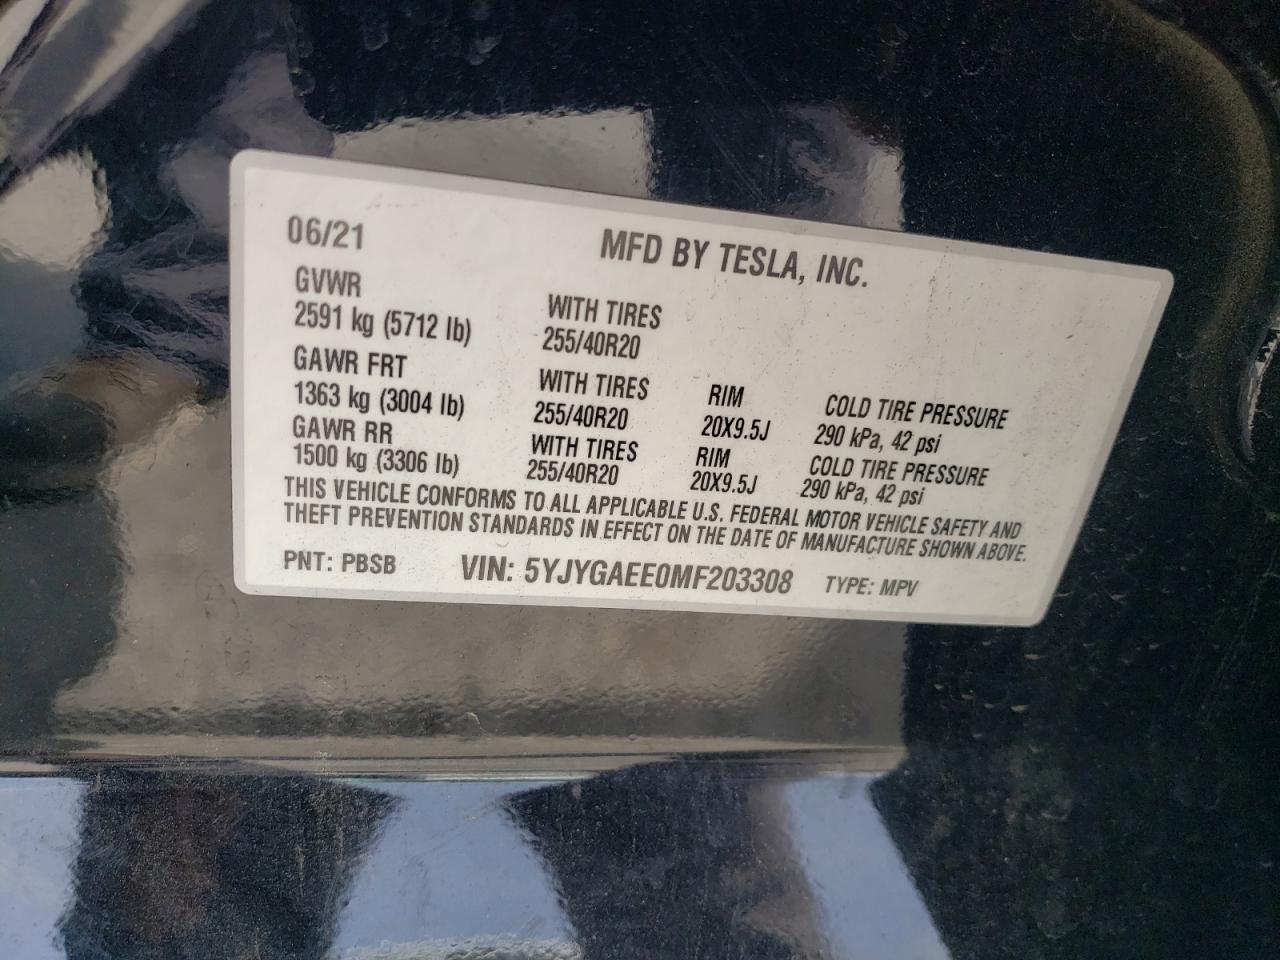 06/21 MFD BY TESLA, INC.
GVWR
2591 kg (5712 lb) WITH TIRES 255/40R20
GAWR FRT
1363 kg (3004 lb) WITH TIRES 255/40R20 RIM 20X9.5J COLD TIRE PRESSURE 290 kPa, 42 psi
GAWR RR
1500 kg (3306 lb) WITH TIRES 255/40R20 RIM 20X9.5J COLD TIRE PRESSURE 290 kPa, 42 psi
THIS VEHICLE CONFORMS TO ALL APPLICABLE U.S. FEDERAL MOTOR VEHICLE SAFETY AND
THEFT PREVENTION STANDARDS IN EFFECT ON THE DATE OF MANUFACTURE SHOWN ABOVE.
PNT: PBSB VIN: 5YJYGAEE0MF203308 TYPE: MPV